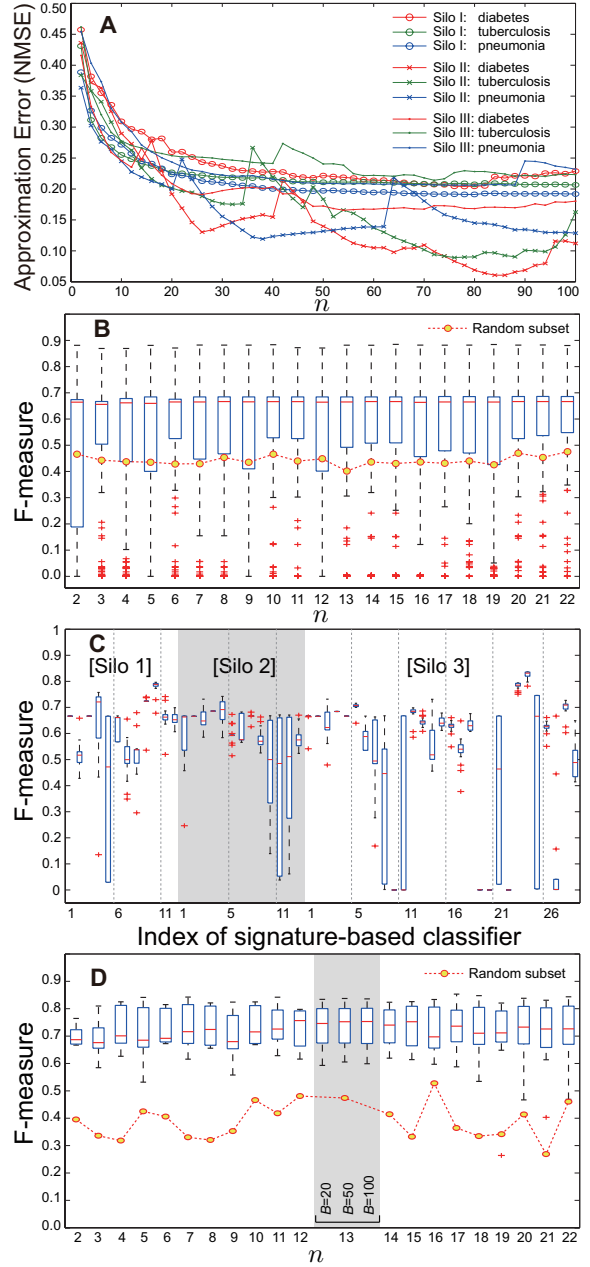 A
Approximation Error (NMSE)
0.50
0.45
0.40
0.35
0.30
0.25
0.20
0.15
0.10
0.05
Silo I: diabetes
Silo I: tuberculosis
Silo I: pneumonia
Silo II: diabetes
Silo II: tuberculosis
Silo II: pneumonia
Silo III: diabetes
Silo III: tuberculosis
Silo III: pneumonia
0 10 20 30 40 50 60 70 80 90 100
n
B
Random subset
F-measure
0.9
0.8
0.7
0.6
0.5
0.4
0.3
0.2
0.1
0.0
2 3 4 5 6 7 8 9 10 11 12 13 14 15 16 17 18 19 20 21 22
n
C
[Silo 1] [Silo 2] [Silo 3]
F-measure
1
0.9
0.8
0.7
0.6
0.5
0.4
0.3
0.2
0.1
0
1 6 11 1 5 11 1 5 11 16 21 26
Index of signature-based classifier
D
Random subset
F-measure
1.0
0.9
0.8
0.7
0.6
0.5
0.4
0.3
0.2
0.1
0.0
B=20
B=50
B=100
2 3 4 5 6 7 8 9 10 11 12 13 14 15 16 17 18 19 20 21 22
n